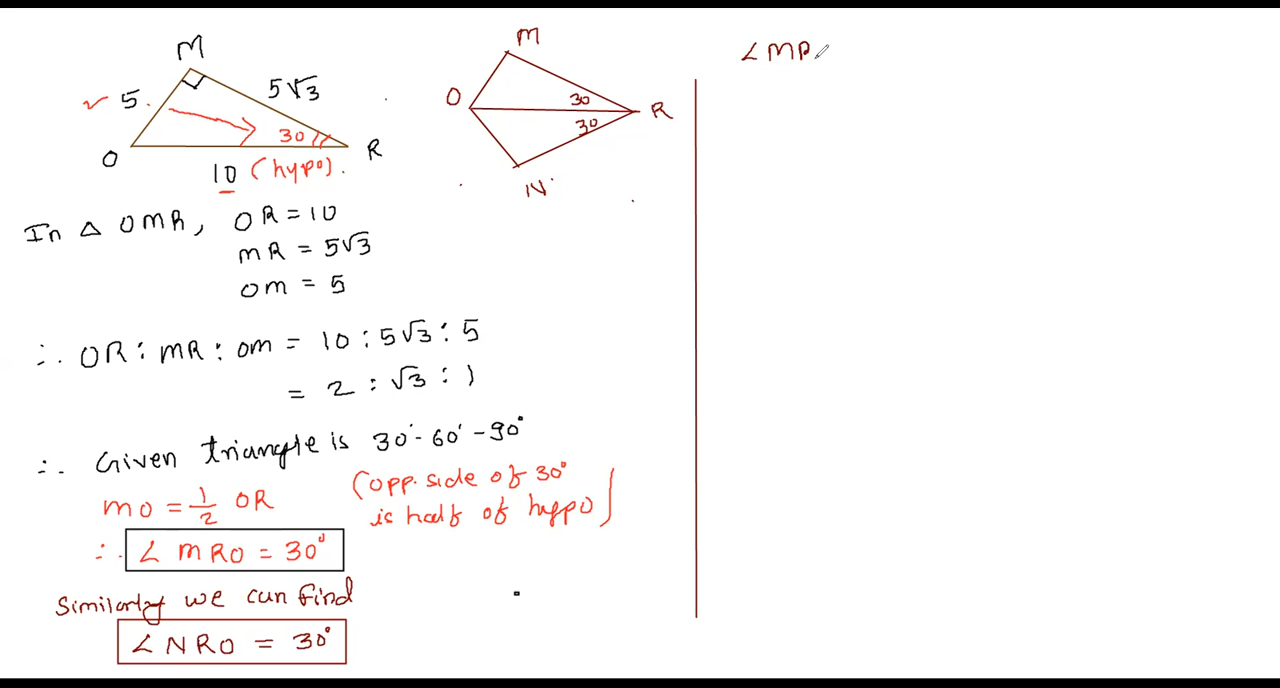 M
5
5√3
30
O
10 (hypo).
R
M
O
30
30
R
N
In △ OMR, OR = 10
MR = 5√3
OM = 5
∴ OR : MR : OM = 10 : 5√3 : 5
= 2 : √3 : 1
∴ Given triangle is 30° - 60° - 90°
MO = 1/2 OR (opp. side of 30° is half of hypo)
∴ ∠ MRO = 30°
Similarly we can find
∠ NRO = 30°
∠ MR